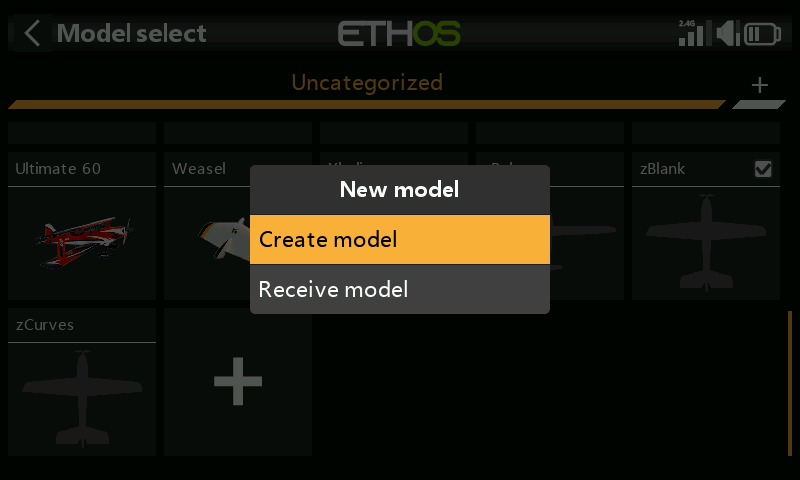 Model select
ETHOS
2.4G
Uncategorized
Ultimate 60
Weasel
zBlank
New model
Create model
Receive model
zCurves